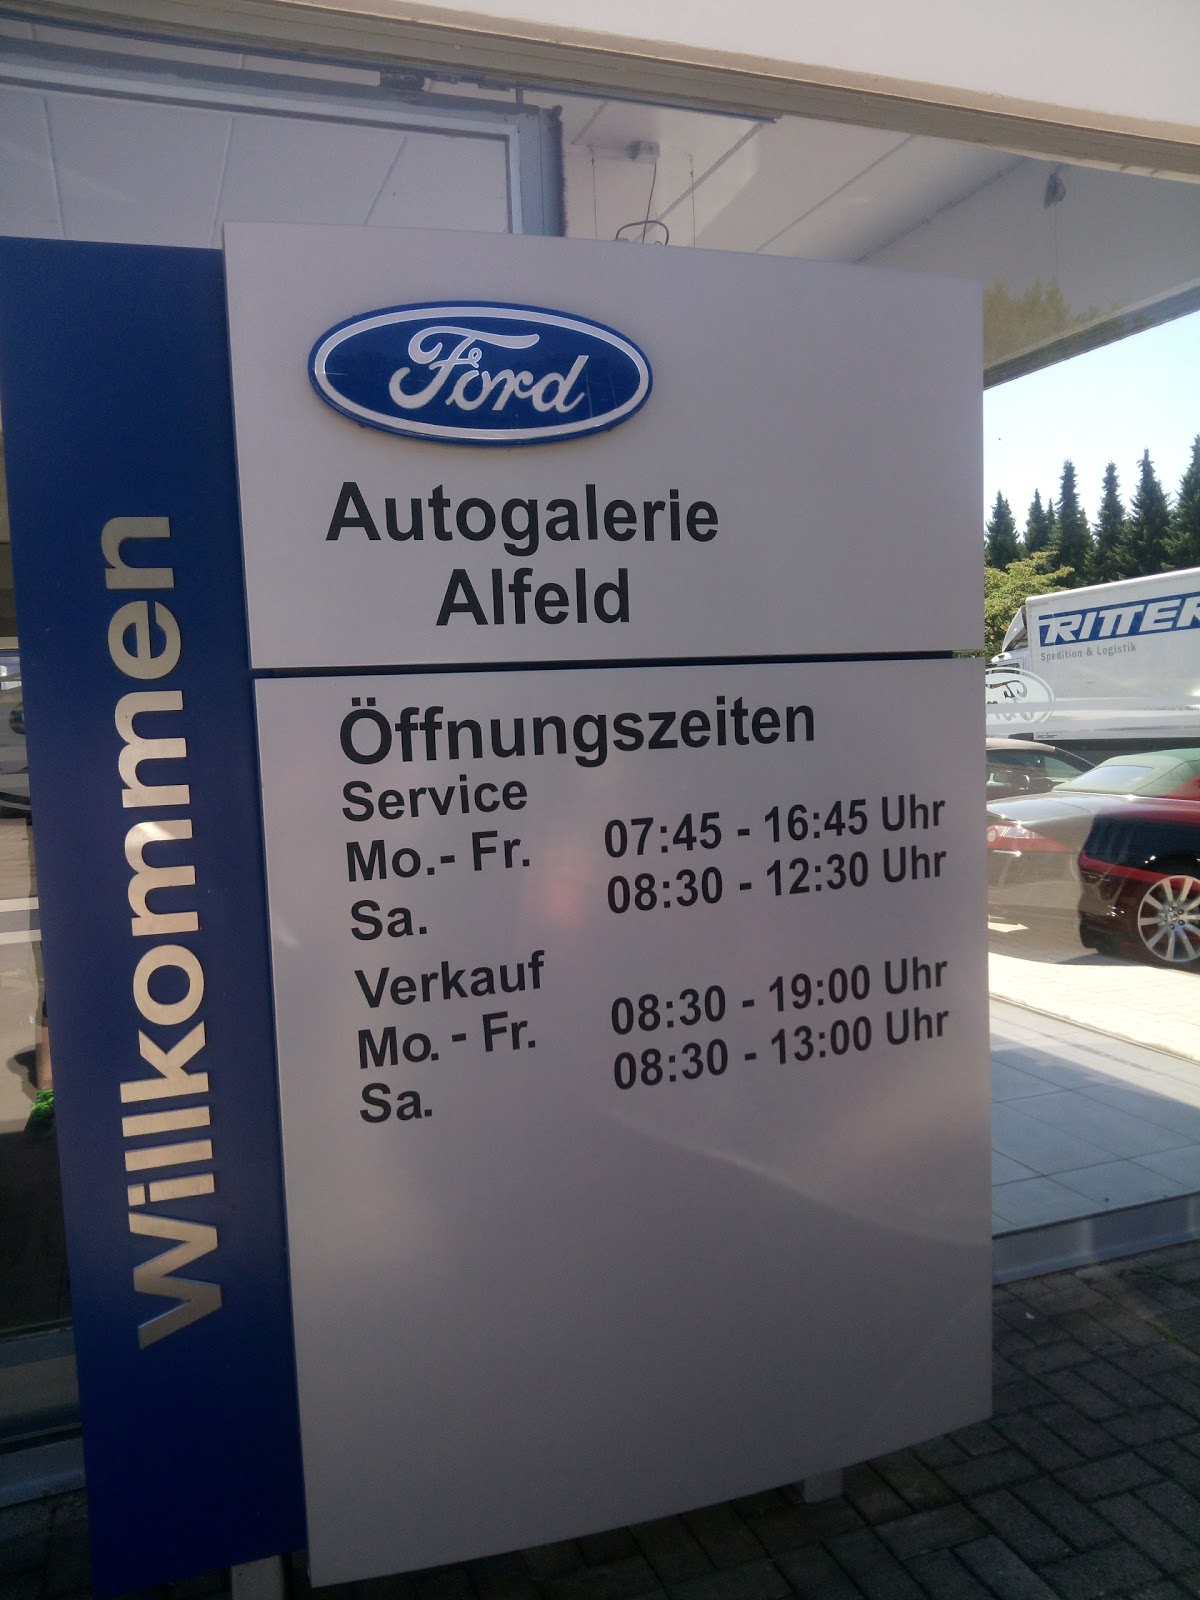 Willkommen
Ford
Autogalerie
Alfeld
Öffnungszeiten
Service
Mo.- Fr. 07:45 - 16:45 Uhr
Sa. 08:30 - 12:30 Uhr
Verkauf
Mo. - Fr. 08:30 - 19:00 Uhr
Sa. 08:30 - 13:00 Uhr
RITTER
Spedition & Logistik